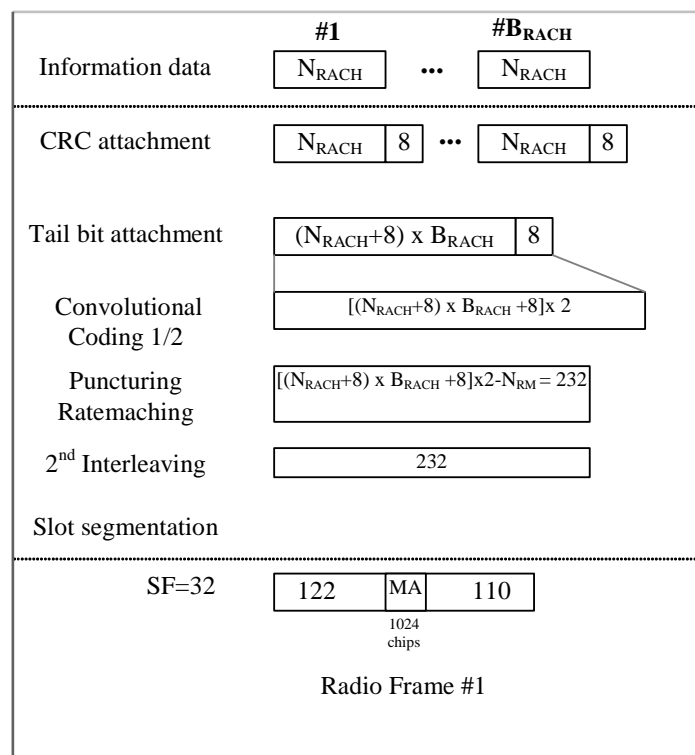 #1 #B_RACH
Information data N_RACH ... N_RACH
CRC attachment N_RACH 8 ... N_RACH 8
Tail bit attachment (N_RACH+8) x B_RACH 8
Convolutional
Coding 1/2
[(N_RACH+8) x B_RACH +8]x 2
Puncturing
Ratemaching
[(N_RACH+8) x B_RACH +8]x2-N_RM = 232
2nd Interleaving 232
Slot segmentation
SF=32 122 MA 110
1024
chips
Radio Frame #1